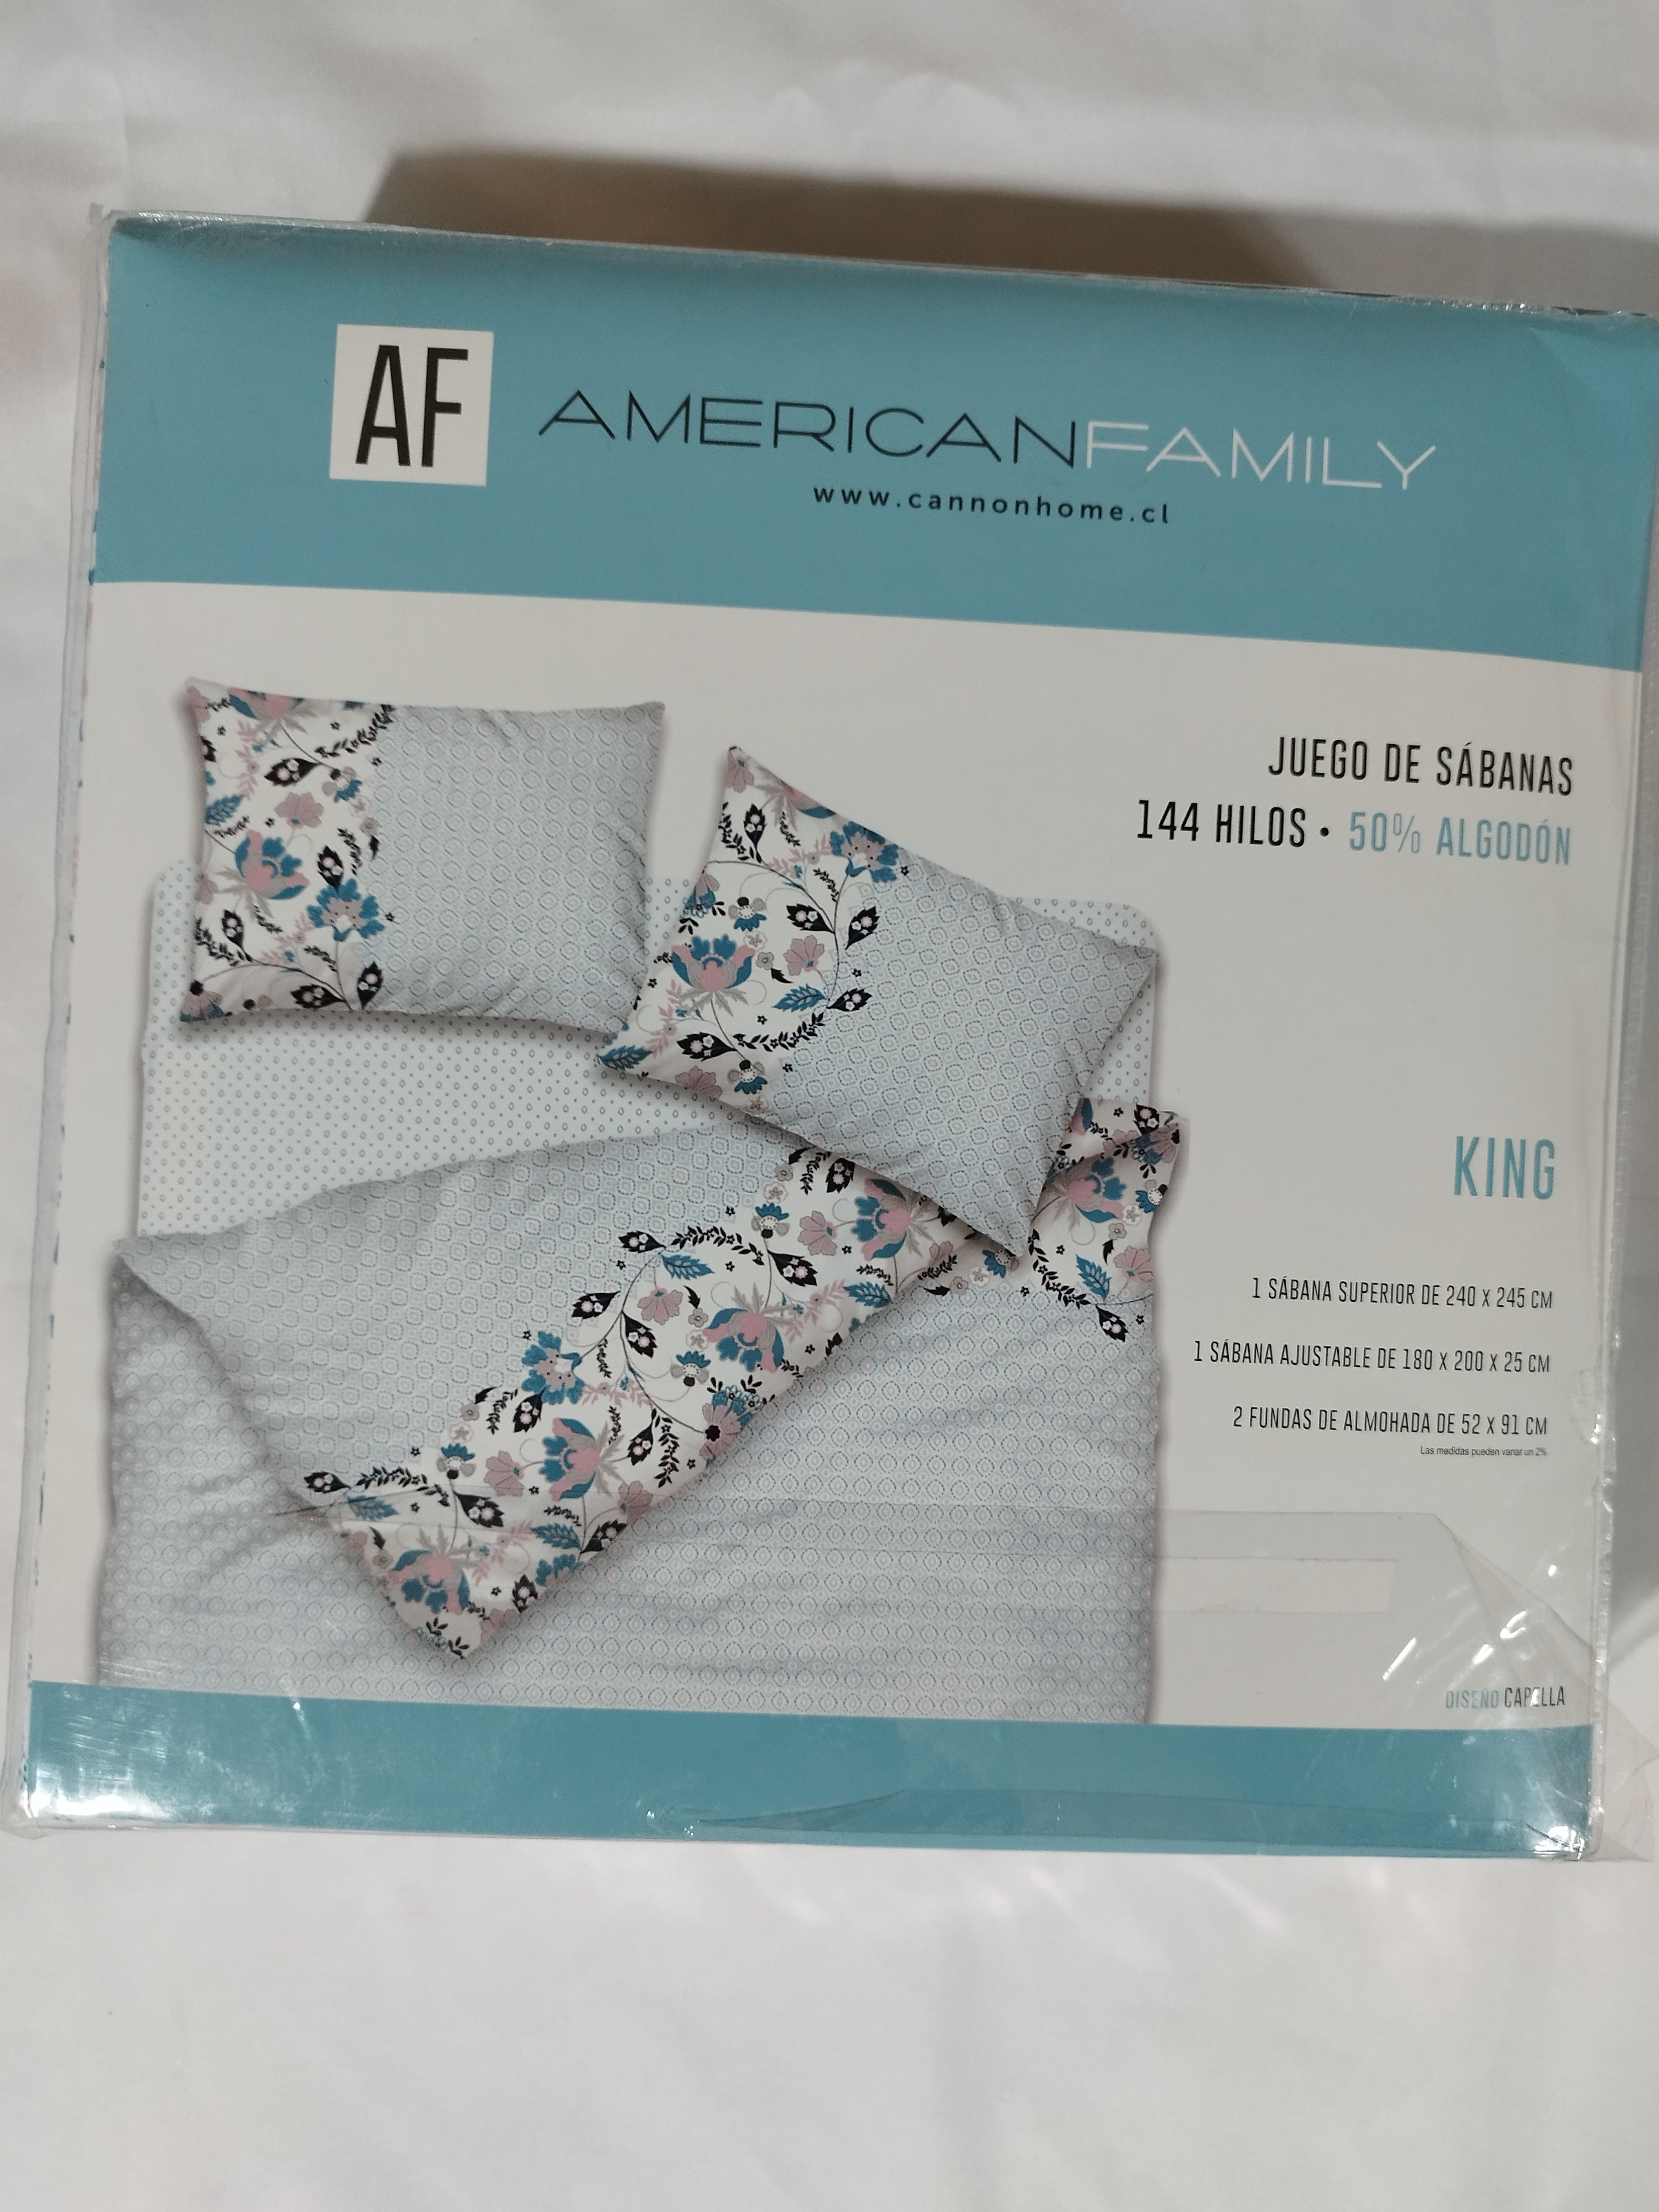 AF
AMERICANFAMILY
www.cannonhome.cl
JUEGO DE SÁBANAS
144 HILOS • 50% ALGODÓN
KING
1 SÁBANA SUPERIOR DE 240 X 245 CM
1 SÁBANA AJUSTABLE DE 180 X 200 X 25 CM
2 FUNDAS DE ALMOHADA DE 52 X 91 CM
Las medidas pueden variar un 2%
DISEÑO CAPELLA